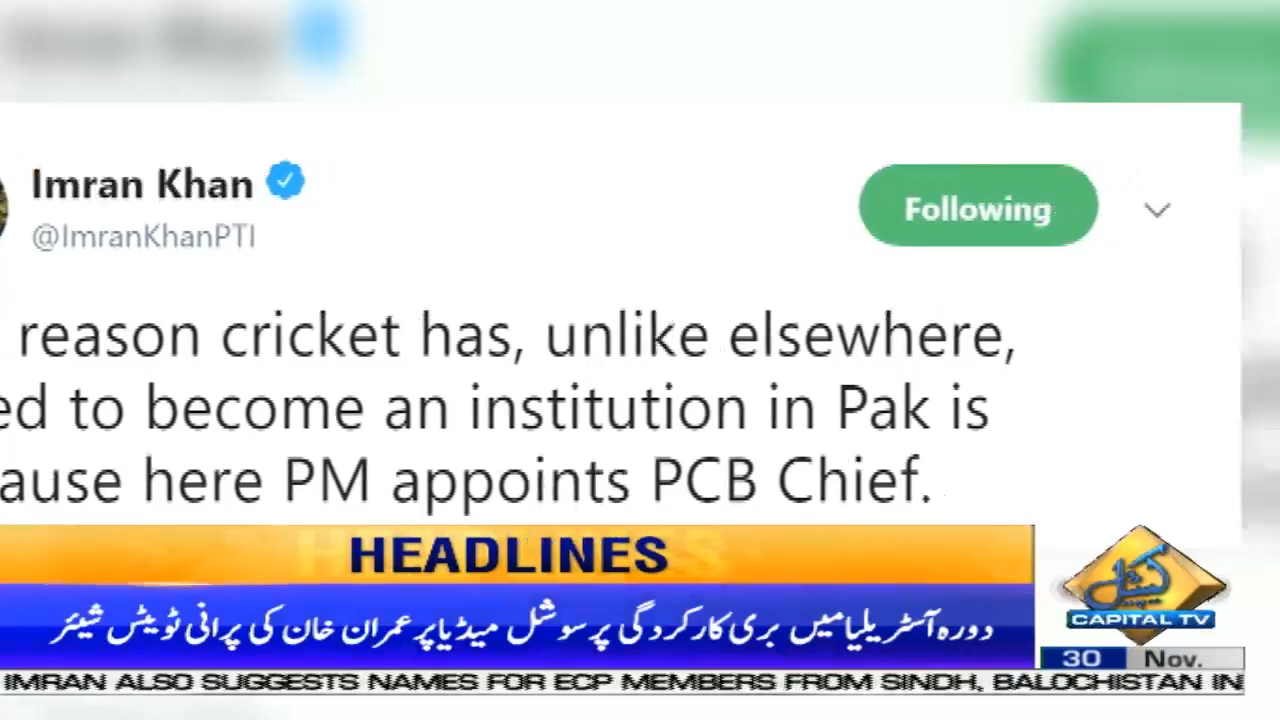 Imran Khan
@ImranKhanPTI
Following
reason cricket has, unlike elsewhere,
ed to become an institution in Pak is
ause here PM appoints PCB Chief.
HEADLINES
دورہ آسٹریلیا میں بری کارکردگی پر سوشل میڈیا پر عمران خان کی پرانی ٹویٹس شیئر
کیپیٹل
CAPITAL TV
30 Nov.
IMRAN ALSO SUGGESTS NAMES FOR ECP MEMBERS FROM SINDH, BALOCHISTAN IN